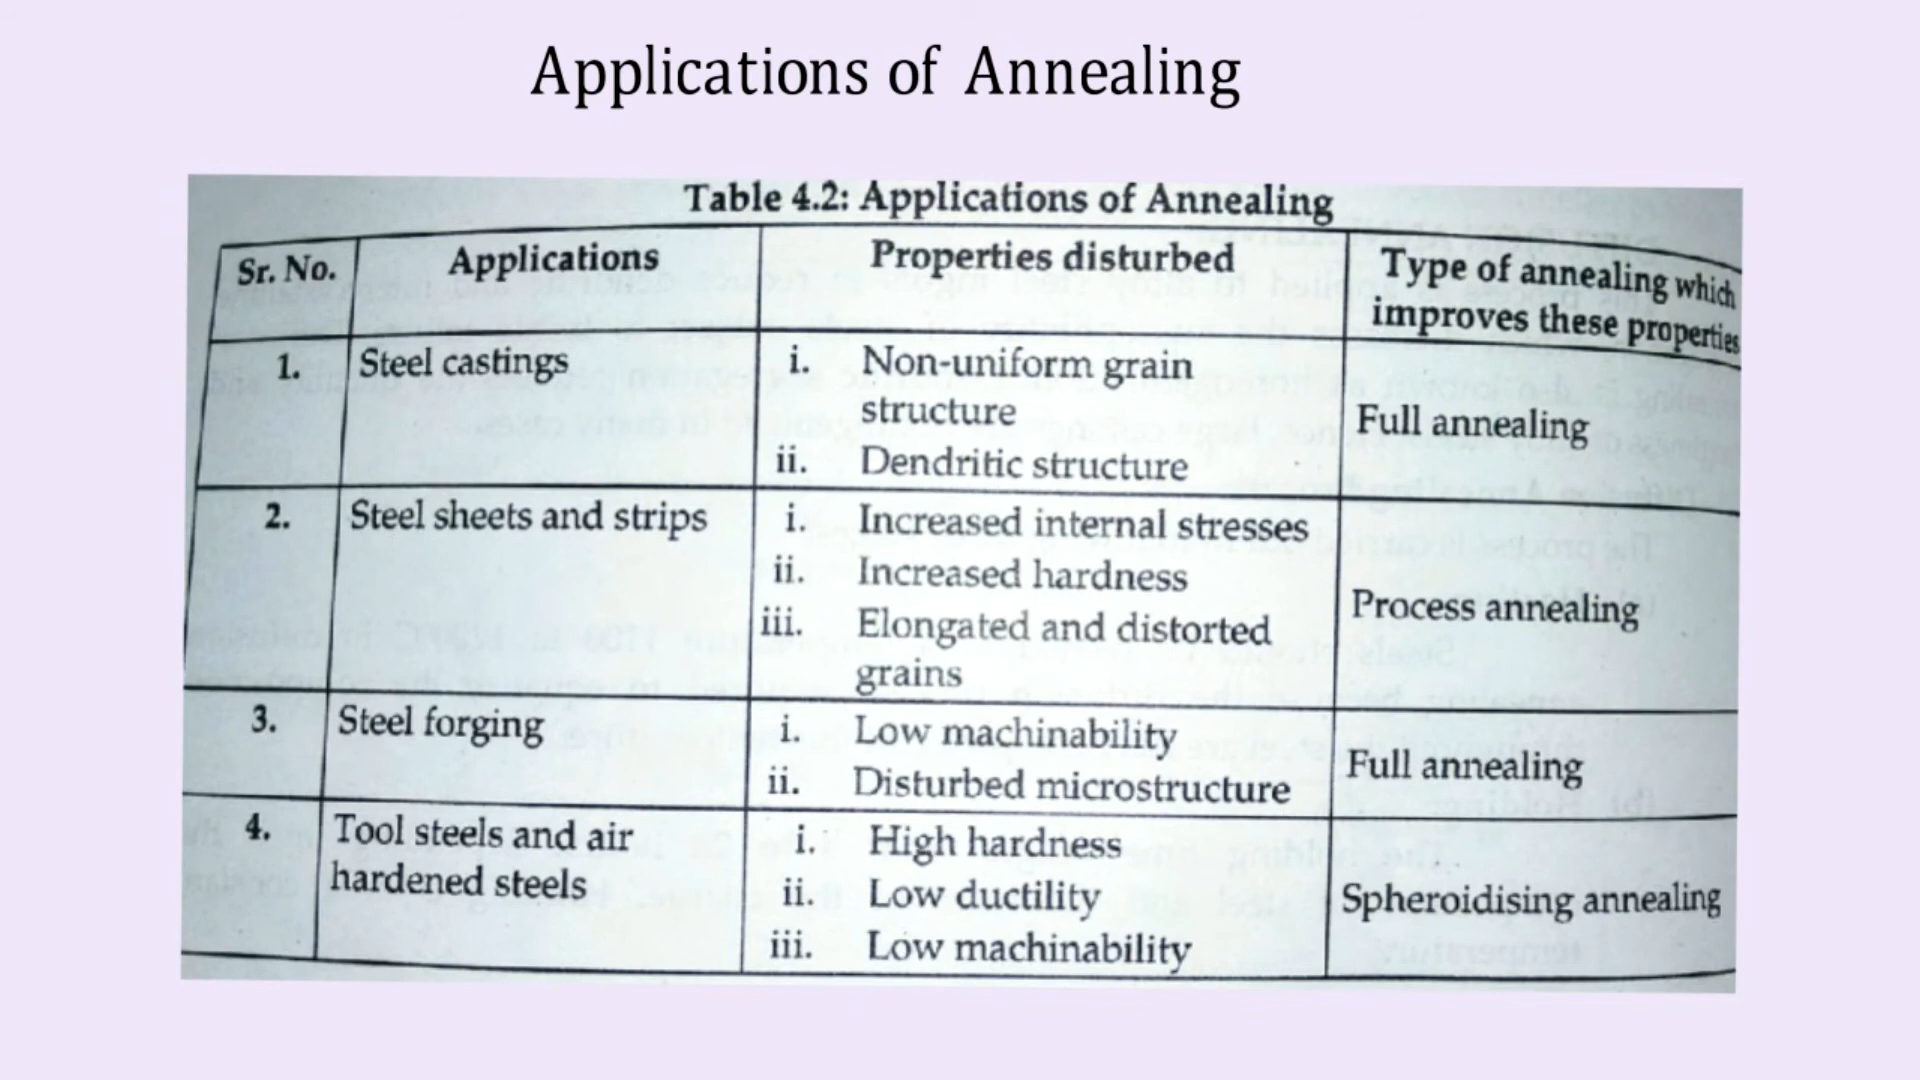 Applications of Annealing
Table 4.2: Applications of Annealing
Sr. No.
Applications
Properties disturbed
Type of annealing which
improves these properties
1.
Steel castings
i. Non-uniform grain
structure
ii. Dendritic structure
Full annealing
2.
Steel sheets and strips
i. Increased internal stresses
ii. Increased hardness
iii. Elongated and distorted
grains
Process annealing
3.
Steel forging
i. Low machinability
ii. Disturbed microstructure
Full annealing
4.
Tool steels and air
hardened steels
i. High hardness
ii. Low ductility
iii. Low machinability
Spheroidising annealing